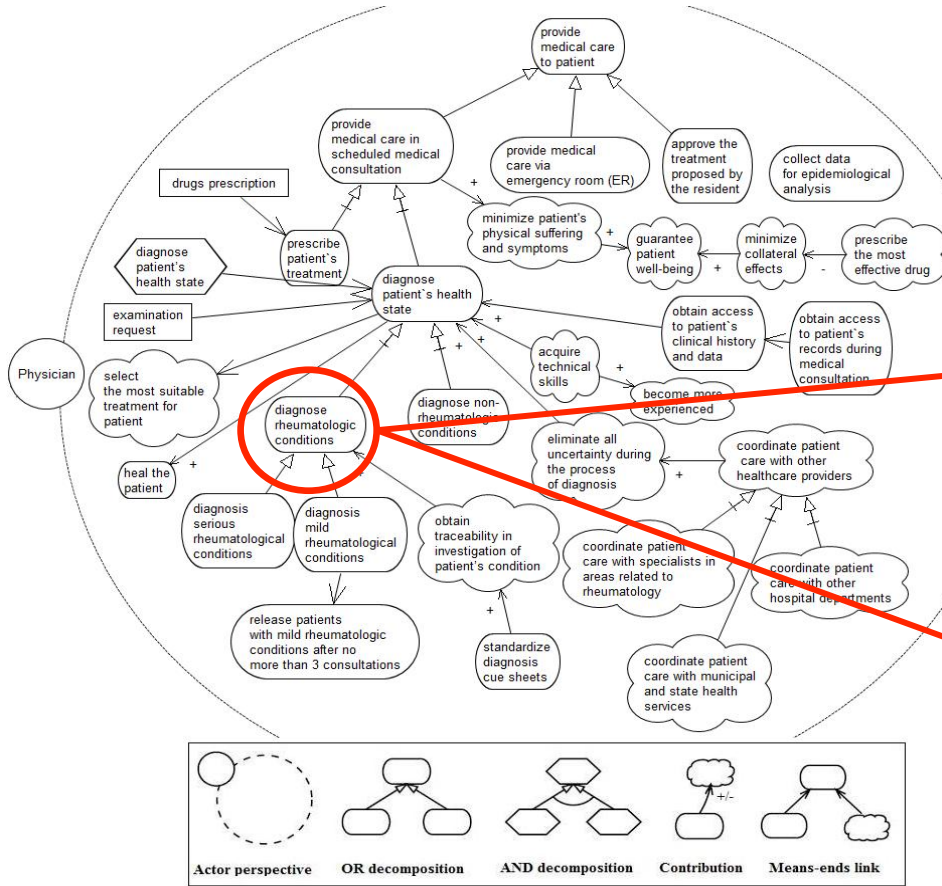 provide
medical care
to patient
provide
medical care in
scheduled medical
consultation
provide medical
care via
emergency room (ER)
approve the
treatment
proposed by
the resident
collect data
for epidemiological
analysis
drugs prescription
+
minimize patient's
physical suffering
and symptoms
+
guarantee
patient
well-being
+
minimize
collateral
effects
-
prescribe
the most
effective drug
prescribe
patient`s
treatment
diagnose
patient's
health state
diagnose
patient`s health
state
examination
request
obtain access
to patient`s
clinical history
and data
obtain access
to patient`s
records during
medical
consultation
Physician
+
+
+
acquire
technical
skills
+
become more
experienced
select
the most suitable
treatment for
patient
diagnose
rheumatologic
conditions
diagnose non-
rheumatologic
conditions
eliminate all
uncertainty during
the process
of diagnosis
+
coordinate patient
care with other
healthcare providers
heal the
patient
+
diagnosis
serious
rheumatological
conditions
diagnosis
mild
rheumatological
conditions
obtain
traceability in
investigation of
patient's condition
coordinate patient
care with specialists in
areas related to
rheumatology
coordinate patient
care with other
hospital departments
release patients
with mild rheumatologic
conditions after no
more than 3 consultations
+
standardize
diagnosis
cue sheets
coordinate patient
care with municipal
and state health
services
+/-
Actor perspective
OR decomposition
AND decomposition
Contribution
Means-ends link